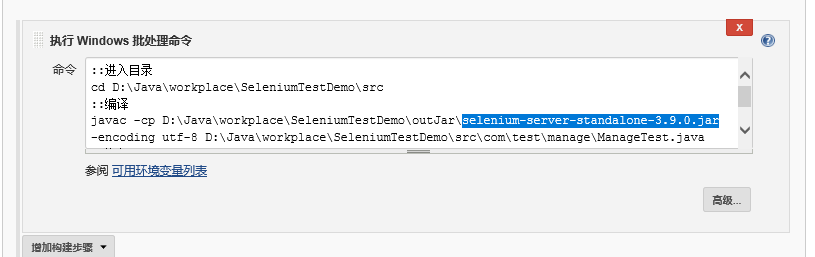 X
执行 Windows 批处理命令
命令
::进入目录
cd D:\Java\workplace\SeleniumTestDemo\src
::编译
javac -cp D:\Java\workplace\SeleniumTestDemo\outJar\selenium-server-standalone-3.9.0.jar
-encoding utf-8 D:\Java\workplace\SeleniumTestDemo\src\com\test\manage\ManageTest.java
参阅 可用环境变量列表
高级...
增加构建步骤